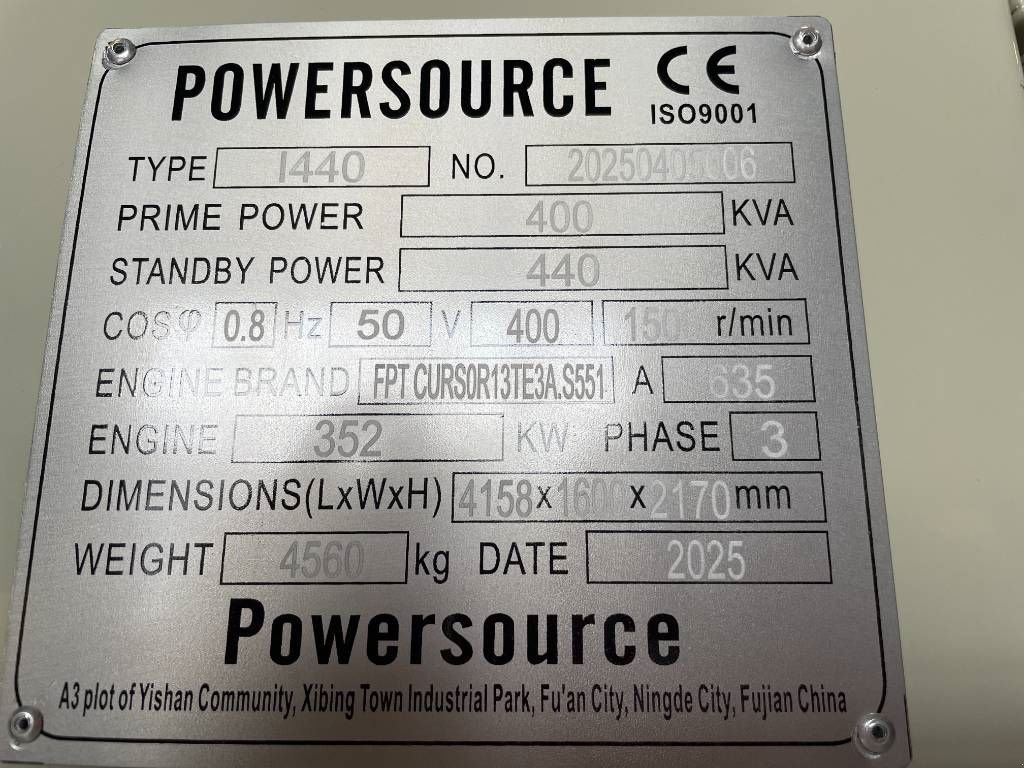 POWERSOURCE CE
ISO9001
TYPE I440 NO.
PRIME POWER 400 KVA
STANDBY POWER 440 KVA
COSφ 0.8 Hz 50 V 400 r/min
ENGINE BRAND FPT CURSOR13TE3A.S551 A 635
ENGINE 352 KW PHASE 3
DIMENSIONS(LxWxH) 4158x1600x2170mm
WEIGHT 4560 kg DATE 2025
Powersource
A3 plot of Yishan Community, Xibing Town Industrial Park, Fu'an City, Ningde City, Fujian China